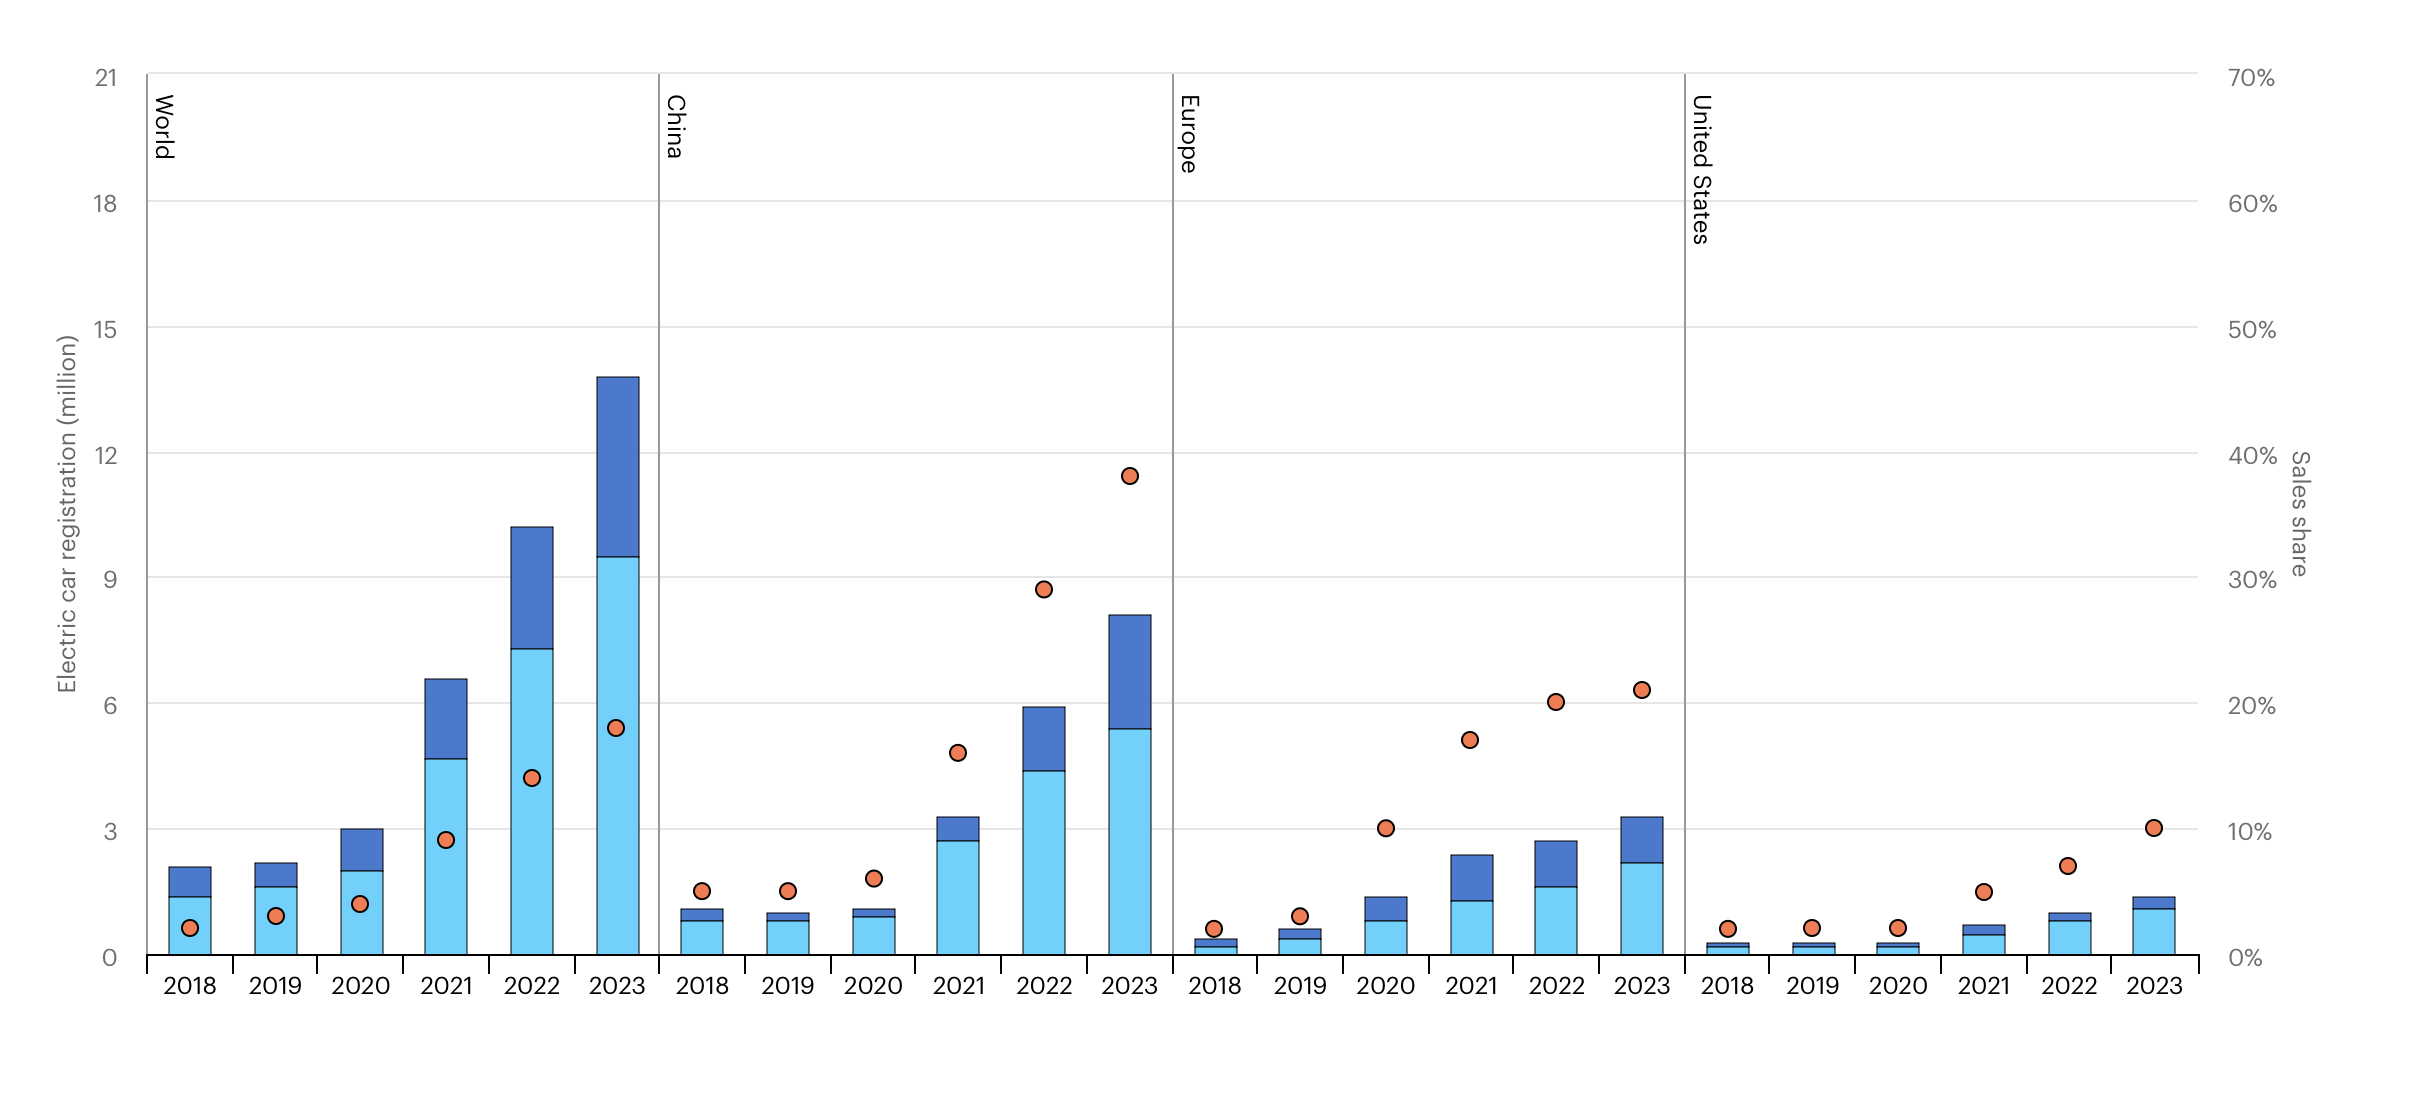 21
18
15
12
9
6
3
0
Electric car registration (million)
World
China
Europe
United States
70%
60%
50%
40%
30%
20%
10%
0%
Sales share
2018 2019 2020 2021 2022 2023 2018 2019 2020 2021 2022 2023 2018 2019 2020 2021 2022 2023 2018 2019 2020 2021 2022 2023